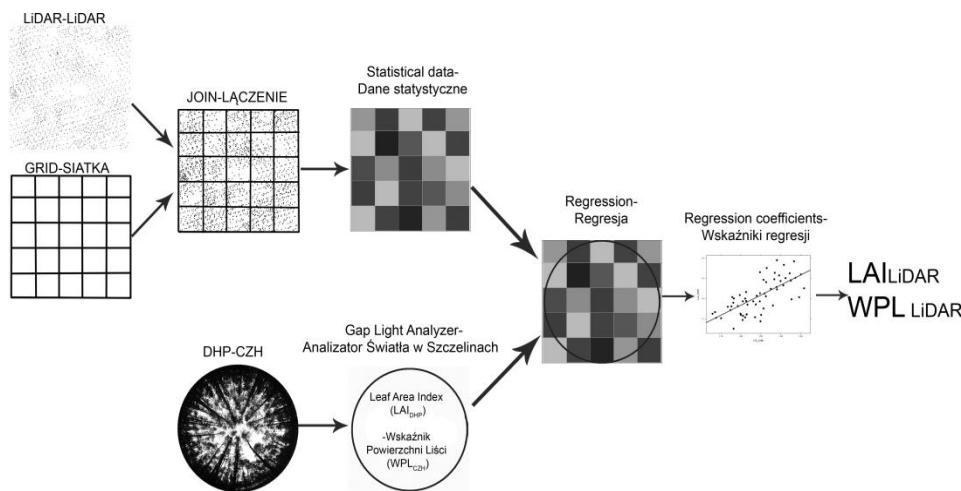 LiDAR-LiDAR
JOIN-LĄCZENIE
GRID-SIATKA
Statistical data-
Dane statystyczne
Regression-
Regresja
Regression coefficients-
Wskaźniki regresji
LAILiDAR
WPL LiDAR
DHP-CZH
Gap Light Analyzer-
Analizator Światła w Szczelinach
Leaf Area Index
(LAIDHP)
-Wskaźnik
Powierzchni Liści
(WPLCZH)